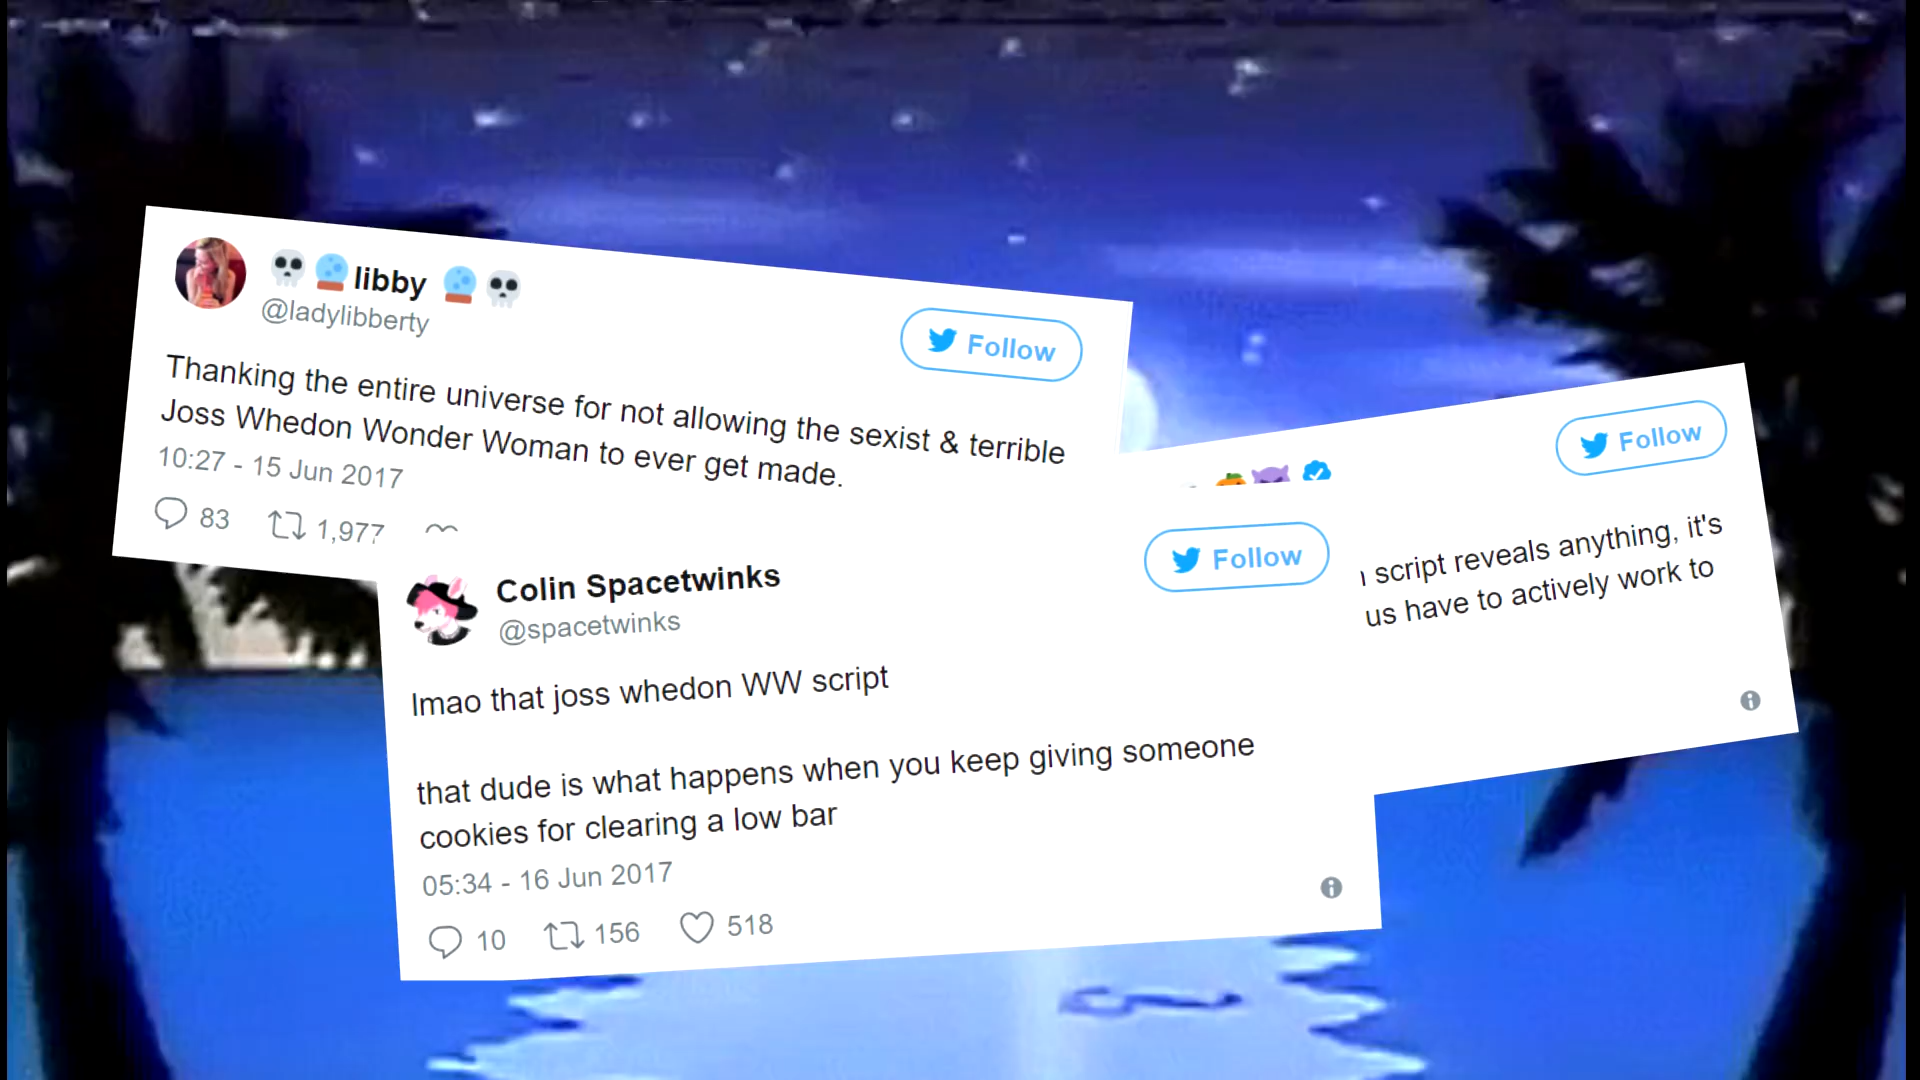 💀🔮libby 🔮💀
@ladylibberty
Follow
Thanking the entire universe for not allowing the sexist & terrible
Joss Whedon Wonder Woman to ever get made.
10:27 - 15 Jun 2017
83 1,977
Follow
script reveals anything, it's
us have to actively work to
Colin Spacetwinks
@spacetwinks
Follow
lmao that joss whedon WW script
that dude is what happens when you keep giving someone
cookies for clearing a low bar
05:34 - 16 Jun 2017
10 156 518